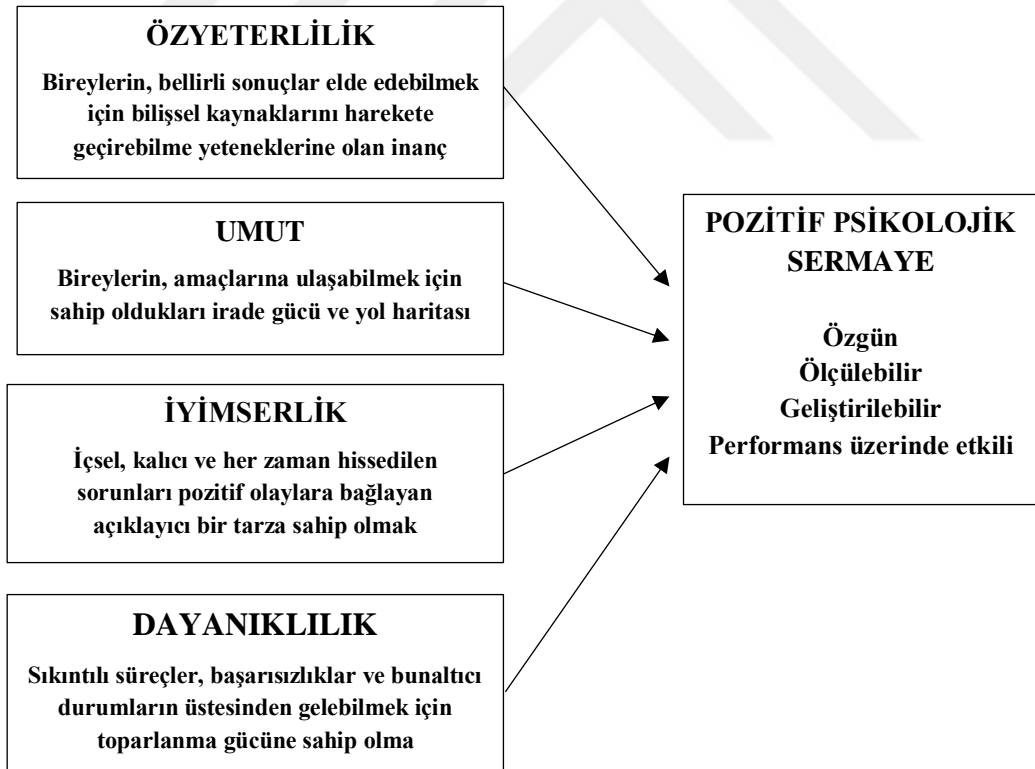 ÖZYETERLİLİK
Bireylerin, bellirli sonuçlar elde edebilmek
için bilişsel kaynaklarını harekete
geçirebilme yeteneklerine olan inanç
UMUT
Bireylerin, amaçlarına ulaşabilmek için
sahip oldukları irade gücü ve yol haritası
İYİMSERLİK
İçsel, kalıcı ve her zaman hissedilen
sorunları pozitif olaylara bağlayan
açıklayıcı bir tarza sahip olmak
DAYANIKLILIK
Sıkıntılı süreçler, başarısızlıklar ve bunaltıcı
durumların üstesinden gelebilmek için
toparlanma gücüne sahip olma
POZİTİF PSİKOLOJİK
SERMAYE
Özgün
Ölçülebilir
Geliştirilebilir
Performans üzerinde etkili